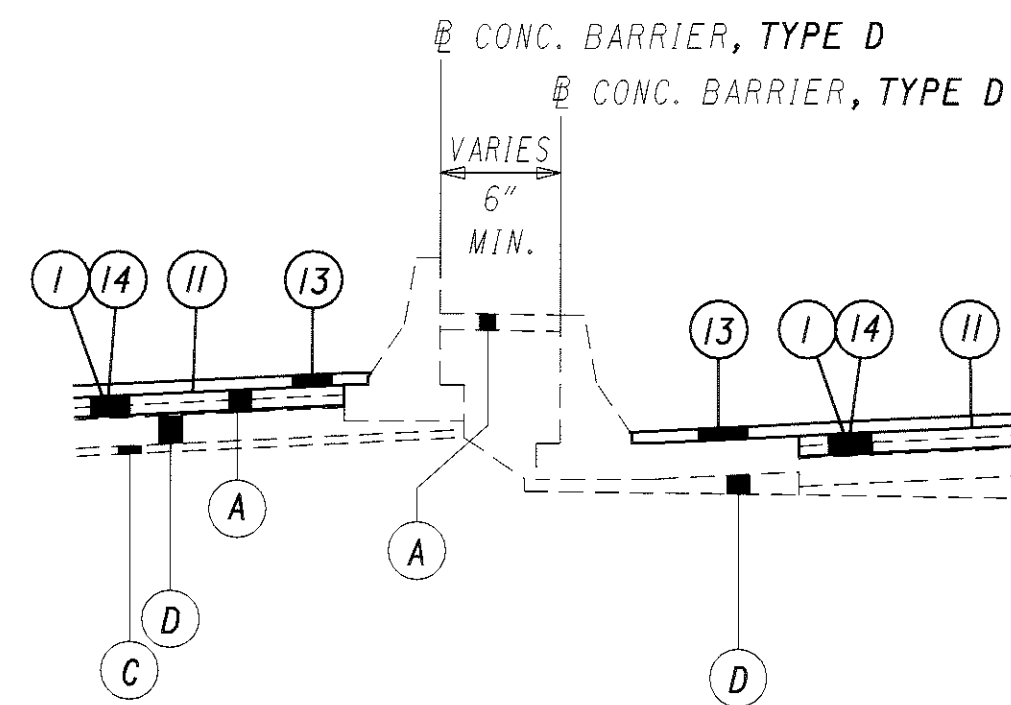 ℄ CONC. BARRIER, TYPE D
℄ CONC. BARRIER, TYPE D
VARIES
6"
MIN.
1 14 11 13
13 1 14 11
A
A
D
C
D